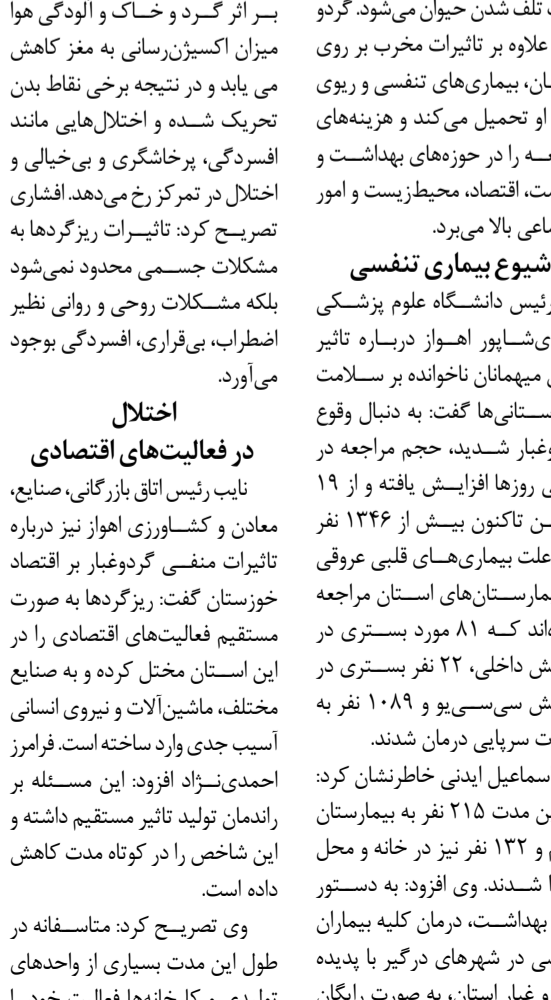 تلف شدن حیوان می‌شود. گردو
علاوه بر تاثیرات مخرب بر روی
بیماری‌های تنفسی و ریوی
او تحمیل می‌کند و هزینه‌های
را در حوزه‌های بهداشت و
اقتصاد، محیط‌زیست و امور
بالا می‌برد.
شیوع بیماری تنفسی
رئیس دانشگاه علوم پزشکی
اهواز درباره تاثیر
میهمانان ناخوانده بر سلامت
گفت: به دنبال وقوع
شدید، حجم مراجعه در
روزها افزایش یافته و از ۱۹
تاکنون بیش از ۱۳۴۶ نفر
علت بیماری‌های قلبی عروقی
استان مراجعه
که ۸۱ مورد بستری در
داخلی، ۲۲ نفر بستری در
سی‌سی‌یو و ۱۰۸۹ نفر به
سرپایی درمان شدند.
ایدنی خاطرنشان کرد:
مدت ۲۱۵ نفر به بیمارستان
و ۱۳۲ نفر نیز در خانه و محل
شدند. وی افزود: به دستور
بهداشت، درمان کلیه بیماران
در شهرهای درگیر با پدیده
و غبار استان، به صورت رایگان
بر اثر گرد و خاک و آلودگی هوا
میزان اکسیژن‌رسانی به مغز کاهش
می یابد و در نتیجه برخی نقاط بدن
تحریک شده و اختلال‌هایی مانند
افسردگی، پرخاشگری و بی‌خیالی و
اختلال در تمرکز رخ می‌دهد. افشاری
تصریح کرد: تاثیرات ریزگردها به
مشکلات جسمی محدود نمی‌شود
بلکه مشکلات روحی و روانی نظیر
اضطراب، بی‌قراری، افسردگی بوجود
می‌آورد.
اختلال
در فعالیت‌های اقتصادی
نایب رئیس اتاق بازرگانی، صنایع،
معادن و کشاورزی اهواز نیز درباره
تاثیرات منفی گردوغبار بر اقتصاد
خوزستان گفت: ریزگردها به صورت
مستقیم فعالیت‌های اقتصادی را در
این استان مختل کرده و به صنایع
مختلف، ماشین‌آلات و نیروی انسانی
آسیب جدی وارد ساخته است. فرامرز
احمدی‌نژاد افزود: این مسئله بر
راندمان تولید تاثیر مستقیم داشته و
این شاخص را در کوتاه مدت کاهش
داده است.
وی تصریح کرد: متاسفانه در
طول این مدت بسیاری از واحدهای